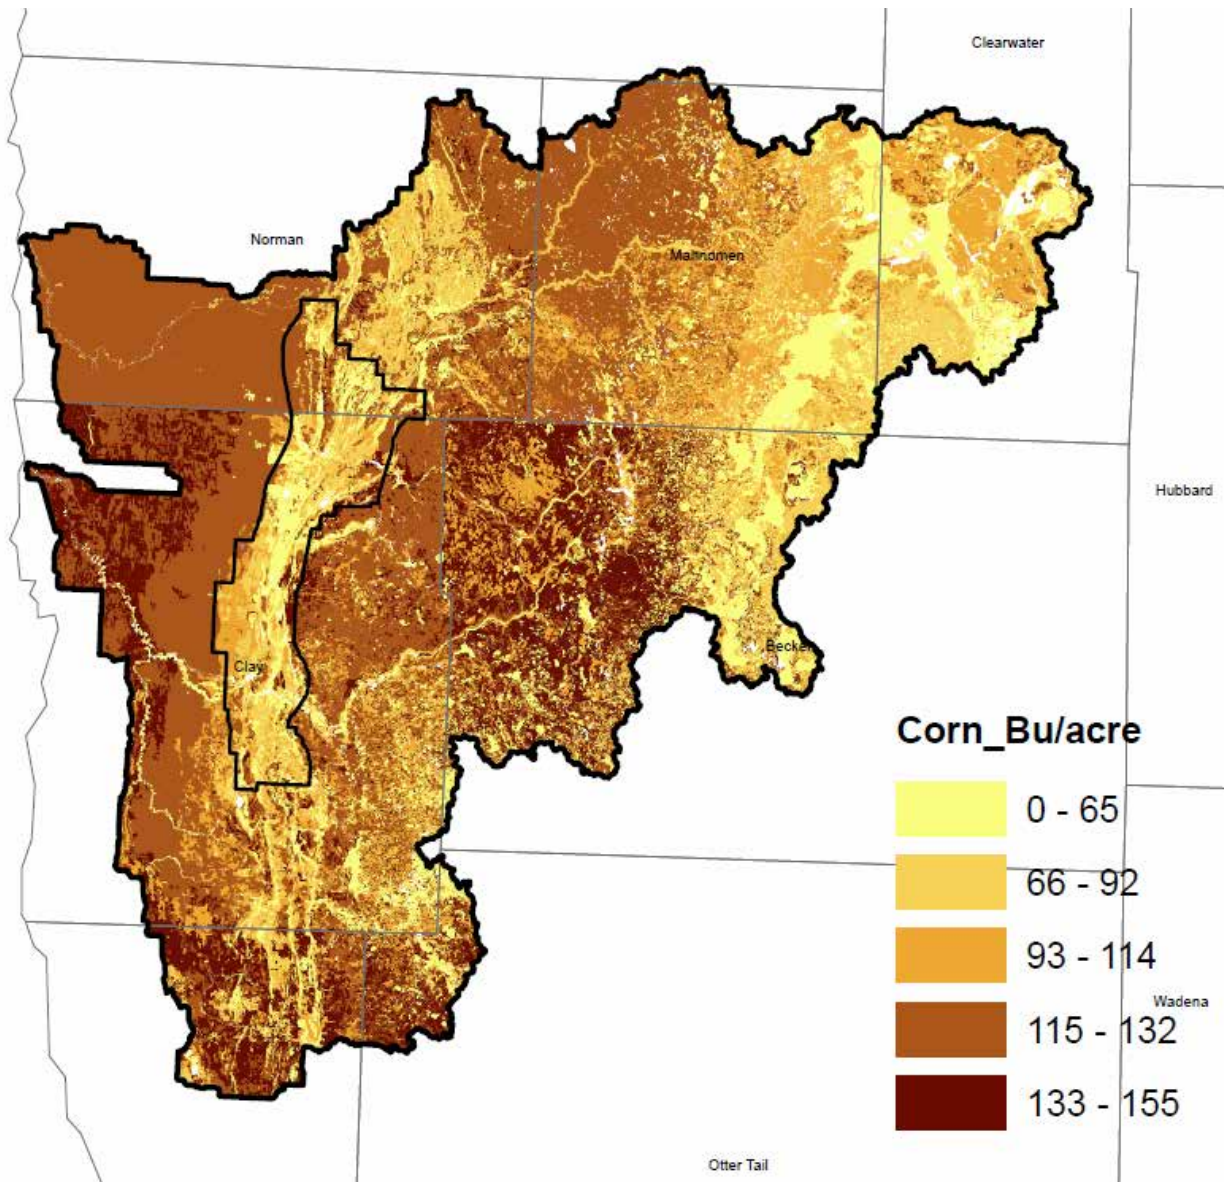 Clearwater
Norman
Mahnomen
Hubbard
Clay
Becker
Corn_Bu/acre
0 - 65
66 - 92
93 - 114
115 - 132
133 - 155
Wadena
Otter Tail